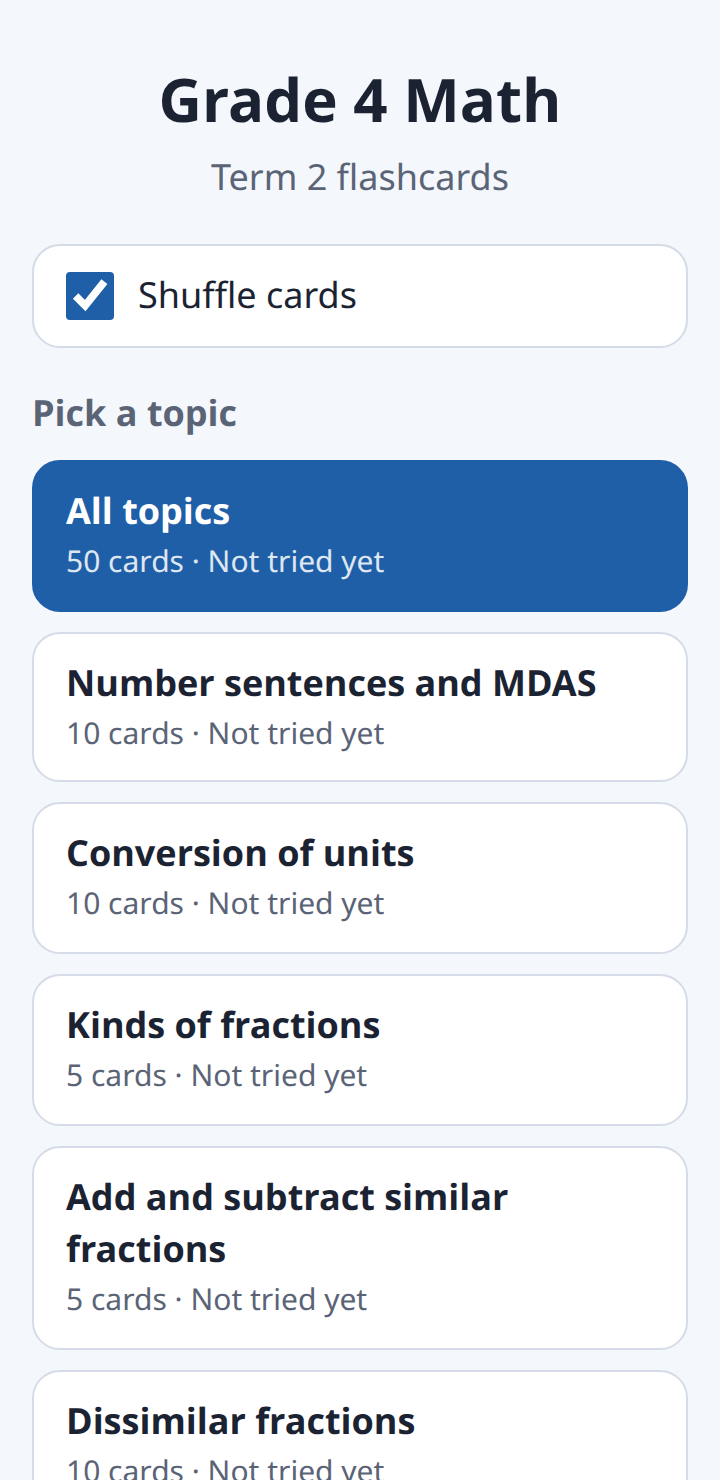 Grade 4 Math
Term 2 flashcards
Shuffle cards
Pick a topic
All topics
50 cards · Not tried yet
Number sentences and MDAS
10 cards · Not tried yet
Conversion of units
10 cards · Not tried yet
Kinds of fractions
5 cards · Not tried yet
Add and subtract similar
fractions
5 cards · Not tried yet
Dissimilar fractions
10 cards · Not tried yet